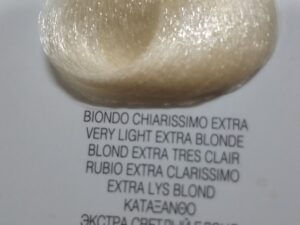 BIONDO CHIARISSIMO EXTRA
VERY LIGHT EXTRA BLONDE
BLOND EXTRA TRES CLAIR
RUBIO EXTRA CLARISSIMO
EXTRA LYS BLOND
ΚΑΤΑΞΑΝΘΟ
ЭКСТРА СВЕТЛЫЙ